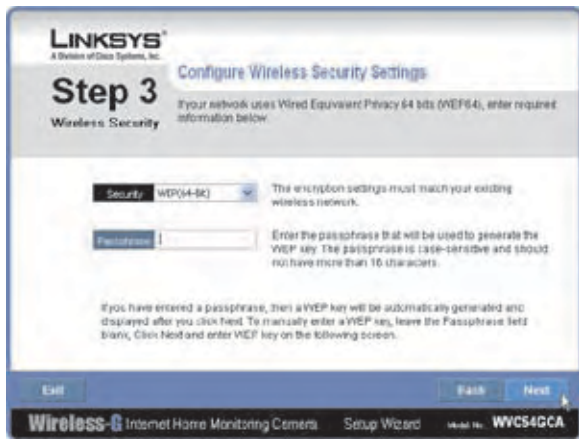 LINKSYS®
A Division of Cisco Systems, Inc.
Step 3
Wireless Security
Configure Wireless Security Settings
If your network uses Wired Equivalent Privacy 64 bits (WEP64), enter required
information below.
Security WEP(64-Bit)
The encryption settings must match your existing
wireless network.
Passphrase
Enter the passphrase that will be used to generate the
WEP key. The passphrase is case-sensitive and should
not have more than 16 characters.
If you have entered a passphrase, then a WEP key will be automatically generated and
displayed after you click Next. To manually enter a WEP key, leave the Passphrase field
blank, Click Next and enter WEP key on the following screen.
Exit
Back
Next
Wireless-G Internet Home Monitoring Camera Setup Wizard Model No. WVC54GCA